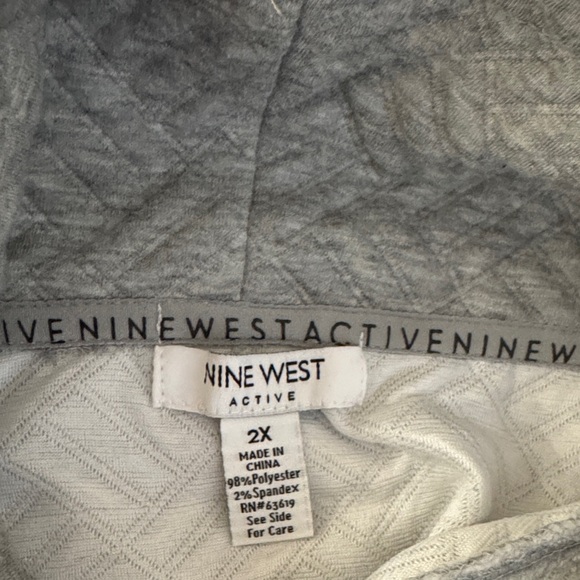 IVENINEWESTACTIVENINEW
NINE WEST
ACTIVE
2X
MADE IN
CHINA
98%Polyester
2%Spandex
RN#63619
See Side
For Care